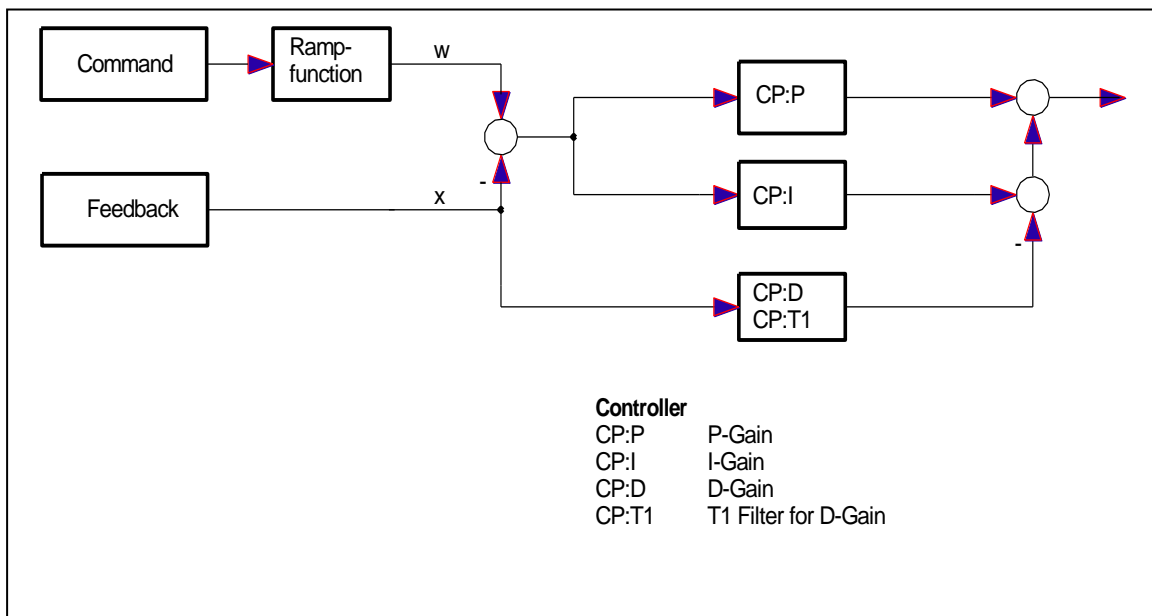 Command
Ramp-
function
w
-
Feedback
x
CP:P
CP:I
-
CP:D
CP:T1
Controller
CP:P P-Gain
CP:I I-Gain
CP:D D-Gain
CP:T1 T1 Filter for D-Gain